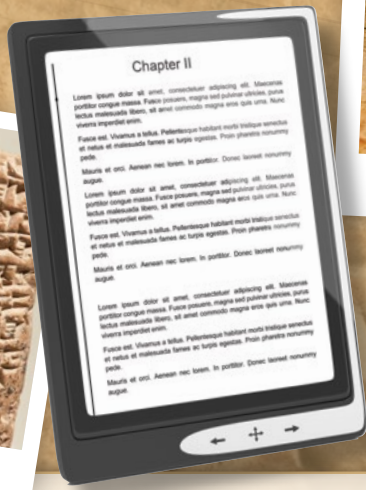 Chapter II
Lorem ipsum dolor sit amet, consectetuer adipiscing elit. Maecenas
porttitor congue massa. Fusce posuere, magna sed pulvinar ultricies, purus
lectus malesuada libero, sit amet commodo magna eros quis urna. Nunc
viverra imperdiet enim.
Fusce est. Vivamus a tellus. Pellentesque habitant morbi tristique senectus
et netus et malesuada fames ac turpis egestas. Proin pharetra nonummy
pede.
Mauris et orci. Aenean nec lorem. In porttitor. Donec laoreet nonummy
augue.
Lorem ipsum dolor sit amet, consectetuer adipiscing elit. Maecenas
porttitor congue massa. Fusce posuere, magna sed pulvinar ultricies, purus
lectus malesuada libero, sit amet commodo magna eros quis urna. Nunc
viverra imperdiet enim.
Fusce est. Vivamus a tellus. Pellentesque habitant morbi tristique senectus
et netus et malesuada fames ac turpis egestas. Proin pharetra nonummy
pede.
Mauris et orci. Aenean nec lorem. In porttitor. Donec laoreet nonummy
augue.
Lorem ipsum dolor sit amet, consectetuer adipiscing elit. Maecenas
porttitor congue massa. Fusce posuere, magna sed pulvinar ultricies, purus
lectus malesuada libero, sit amet commodo magna eros quis urna. Nunc
viverra imperdiet enim.
Fusce est. Vivamus a tellus. Pellentesque habitant morbi tristique senectus
et netus et malesuada fames ac turpis egestas. Proin pharetra nonummy
pede.
Mauris et orci. Aenean nec lorem. In porttitor. Donec laoreet nonummy
augue.